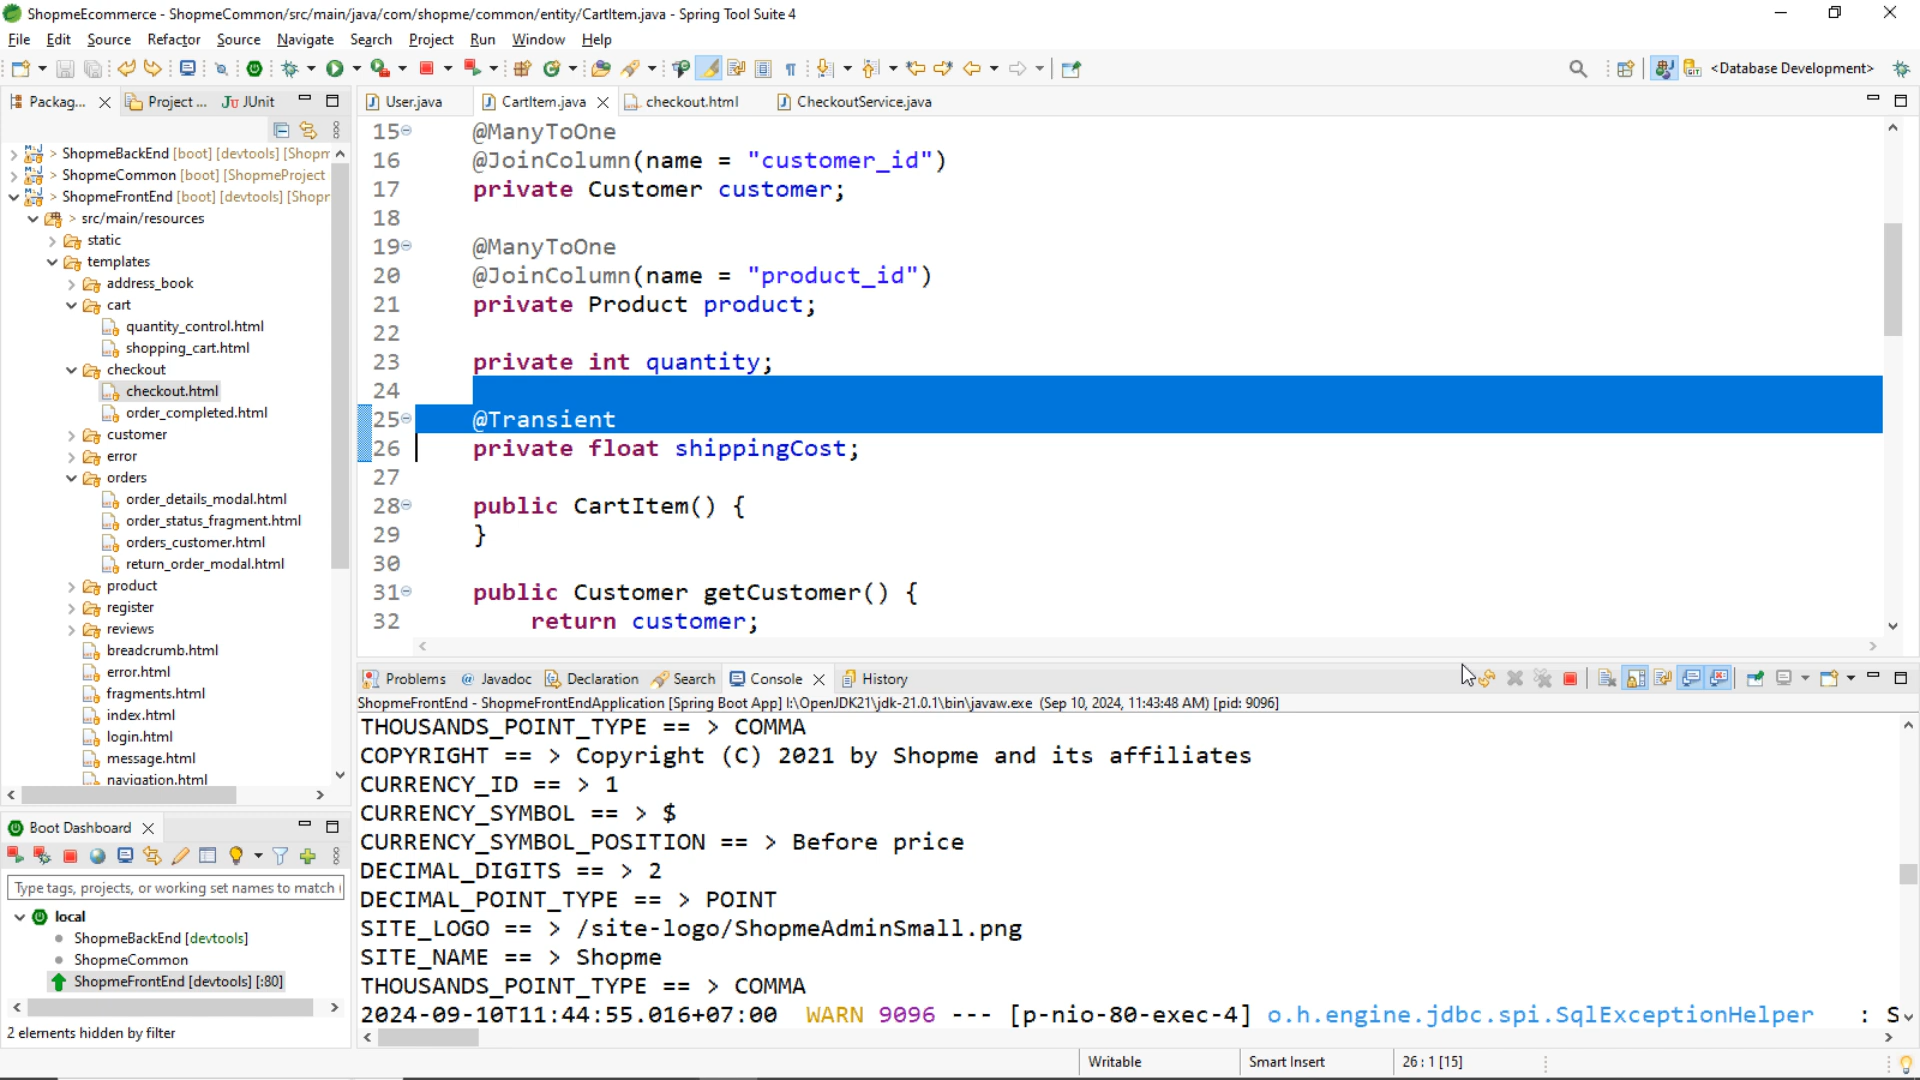 ShopmeEcommerce - ShopmeCommon/src/main/java/com/shopme/common/entity/CartItem.java - Spring Tool Suite 4
File Edit Source Refactor Source Navigate Search Project Run Window Help
<Database Development>
Packag... Project ... JUnit
User.java CartItem.java checkout.html CheckoutService.java
> ShopmeBackEnd [boot] [devtools] [Shopm
> ShopmeCommon [boot] [ShopmeProject
> ShopmeFrontEnd [boot] [devtools] [Shopr
> src/main/resources
static
templates
address_book
cart
quantity_control.html
shopping_cart.html
checkout
checkout.html
order_completed.html
customer
error
orders
order_details_modal.html
order_status_fragment.html
orders_customer.html
return_order_modal.html
product
register
reviews
breadcrumb.html
error.html
fragments.html
index.html
login.html
message.html
navigation.html
15 @ManyToOne
16 @JoinColumn(name = "customer_id")
17 private Customer customer;
18
19 @ManyToOne
20 @JoinColumn(name = "product_id")
21 private Product product;
22
23 private int quantity;
24
25 @Transient
26 private float shippingCost;
27
28 public CartItem() {
29 }
30
31 public Customer getCustomer() {
32 return customer;
Problems @ Javadoc Declaration Search Console History
ShopmeFrontEnd - ShopmeFrontEndApplication [Spring Boot App] I:\OpenJDK21\jdk-21.0.1\bin\javaw.exe (Sep 10, 2024, 11:43:48 AM) [pid: 9096]
THOUSANDS_POINT_TYPE == > COMMA
COPYRIGHT == > Copyright (C) 2021 by Shopme and its affiliates
CURRENCY_ID == > 1
CURRENCY_SYMBOL == > $
CURRENCY_SYMBOL_POSITION == > Before price
DECIMAL_DIGITS == > 2
DECIMAL_POINT_TYPE == > POINT
SITE_LOGO == > /site-logo/ShopmeAdminSmall.png
SITE_NAME == > Shopme
THOUSANDS_POINT_TYPE == > COMMA
2024-09-10T11:44:55.016+07:00 WARN 9096 --- [p-nio-80-exec-4] o.h.engine.jdbc.spi.SqlExceptionHelper : S
Boot Dashboard
Type tags, projects, or working set names to match (
local
ShopmeBackEnd [devtools]
ShopmeCommon
ShopmeFrontEnd [devtools] [:80]
2 elements hidden by filter
Writable Smart Insert 26 : 1 [15]